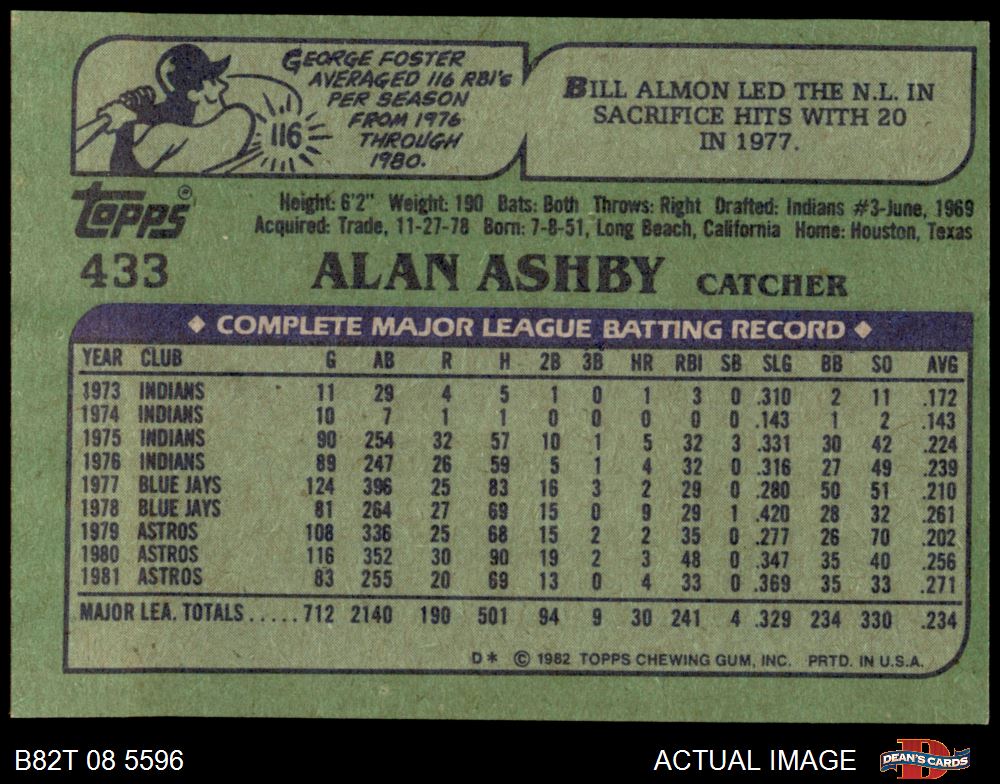 GEORGE FOSTER
AVERAGED 116 RBI's
PER SEASON
FROM 1976
THROUGH
1980.
116
BILL ALMON LED THE N.L. IN
SACRIFICE HITS WITH 20
IN 1977.
TOPPS®
Height: 6'2" Weight: 190 Bats: Both Throws: Right Drafted: Indians #3-June, 1969
Acquired: Trade, 11-27-78 Born: 7-8-51, Long Beach, California Home: Houston, Texas
433 ALAN ASHBY CATCHER
◆ COMPLETE MAJOR LEAGUE BATTING RECORD ◆
YEAR CLUB G AB R H 2B 3B HR RBI SB SLG BB SO AVG
1973 INDIANS 11 29 4 5 1 0 1 3 0 .310 2 11 .172
1974 INDIANS 10 7 1 1 0 0 0 0 0 .143 1 2 .143
1975 INDIANS 90 254 32 57 10 1 5 32 3 .331 30 42 .224
1976 INDIANS 89 247 26 59 5 1 4 32 0 .316 27 49 .239
1977 BLUE JAYS 124 396 25 83 16 3 2 29 0 .280 50 51 .210
1978 BLUE JAYS 81 264 27 69 15 0 9 29 1 .420 28 32 .261
1979 ASTROS 108 336 25 68 15 2 2 35 0 .277 26 70 .202
1980 ASTROS 116 352 30 90 19 2 3 48 0 .347 35 40 .256
1981 ASTROS 83 255 20 69 13 0 4 33 0 .369 35 33 .271
MAJOR LEA. TOTALS.....712 2140 190 501 94 9 30 241 4 .329 234 330 .234
D* © 1982 TOPPS CHEWING GUM, INC. PRTD. IN U.S.A.
B82T 08 5596 ACTUAL IMAGE D DEAN'S CARDS